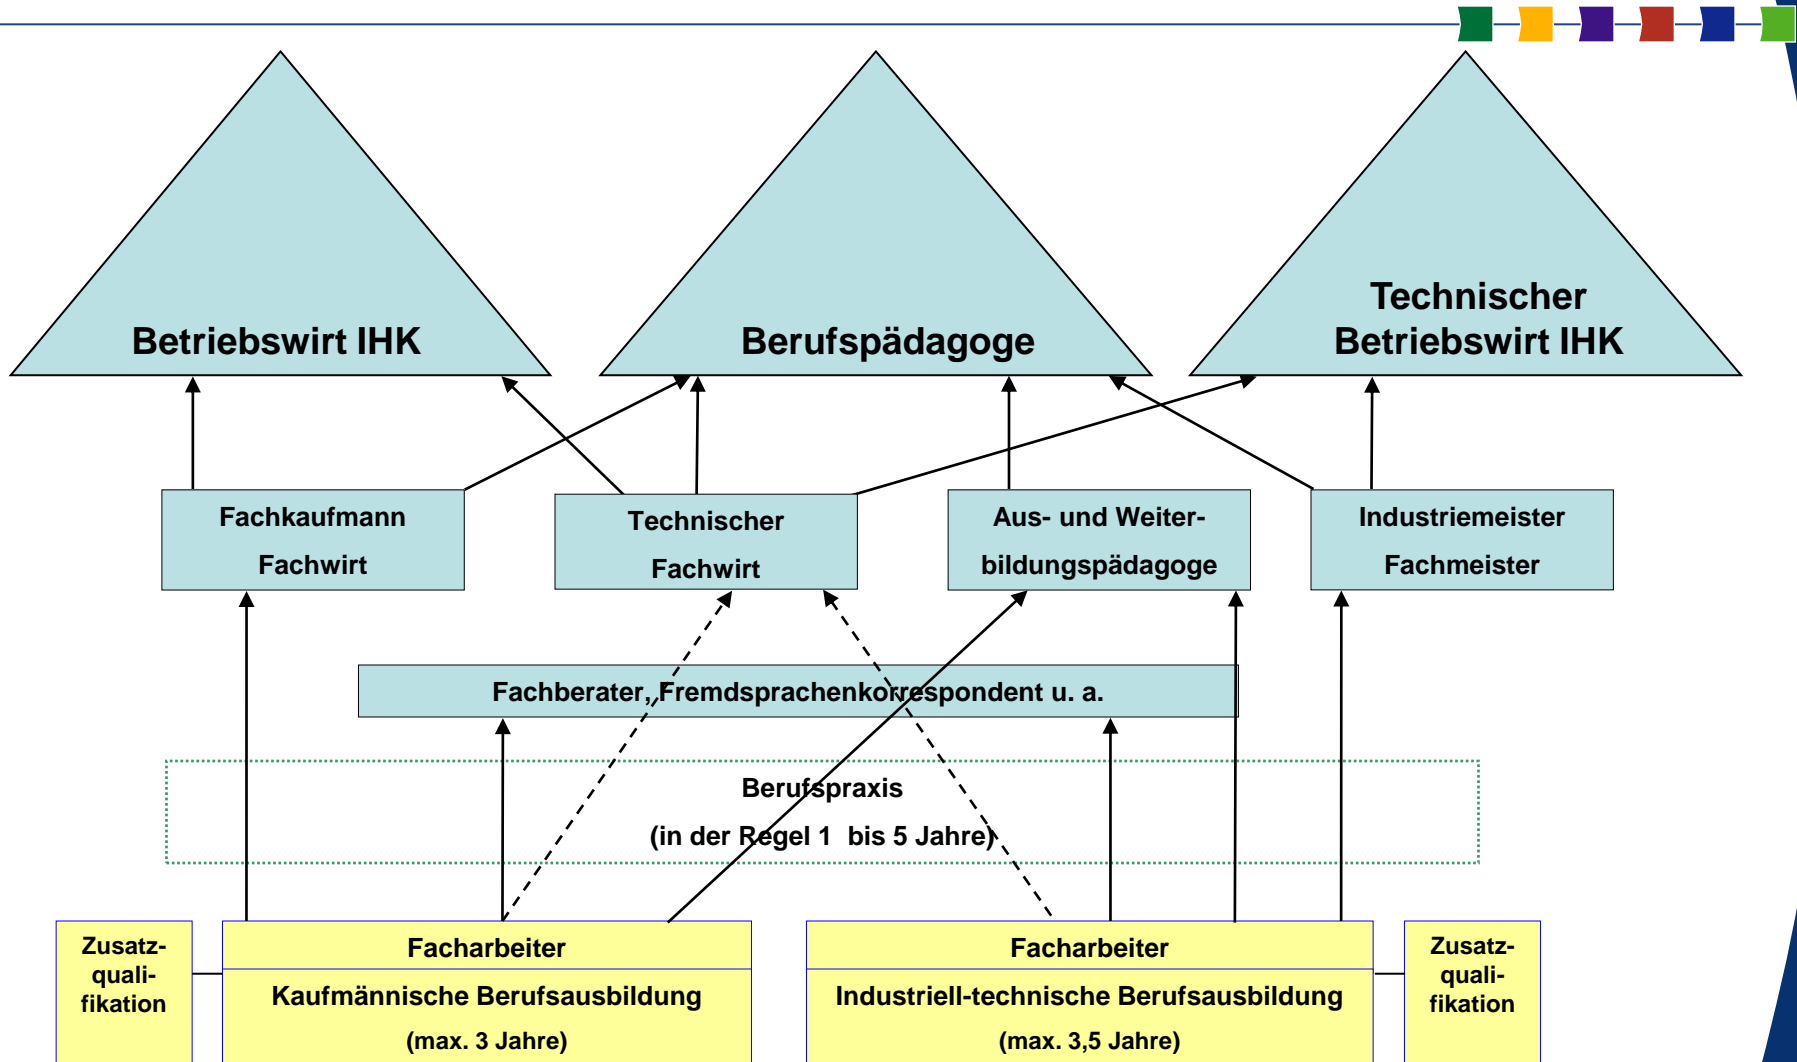 Betriebswirt IHK
Berufspädagoge
Technischer
Betriebswirt IHK
Fachkaufmann
Fachwirt
Technischer
Fachwirt
Aus- und Weiter-
bildungspädagoge
Industriemeister
Fachmeister
Fachberater, Fremdsprachenkorrespondent u. a.
Berufspraxis
(in der Regel 1  bis 5 Jahre)
Zusatz-
quali-
fikation
Facharbeiter
Kaufmännische Berufsausbildung
(max. 3 Jahre)
Facharbeiter
Industriell-technische Berufsausbildung
(max. 3,5 Jahre)
Zusatz-
quali-
fikation